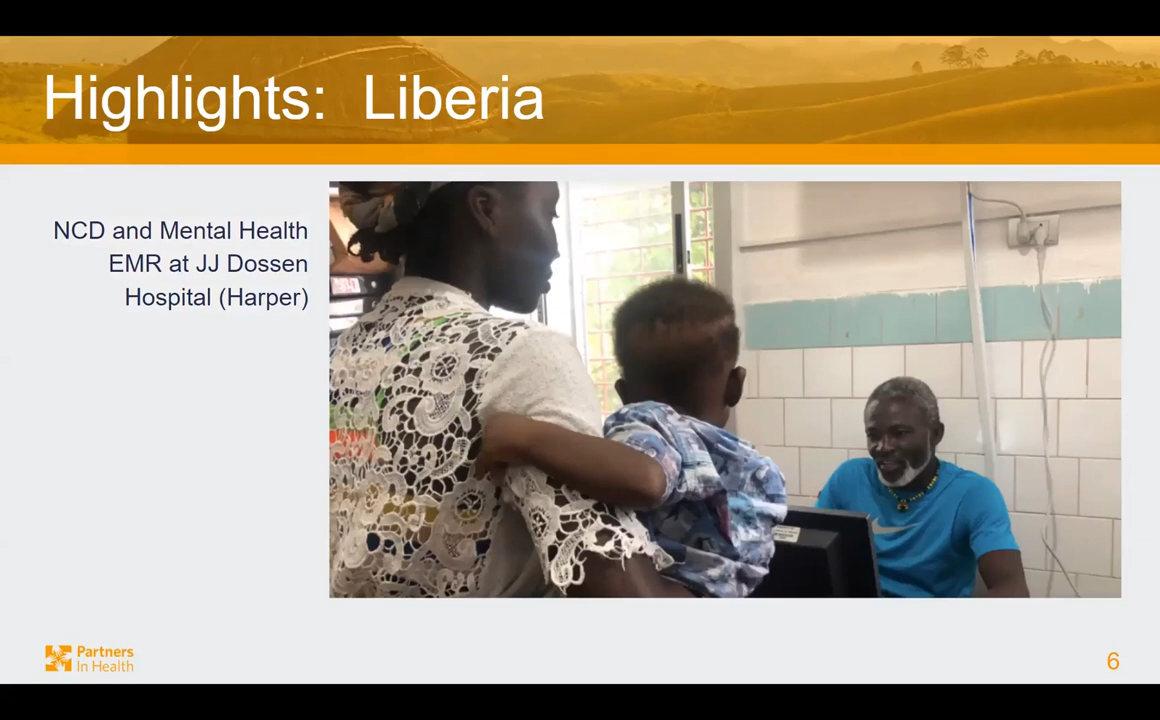 Highlights: Liberia
NCD and Mental Health
EMR at JJ Dossen
Hospital (Harper)
Partners
In Health
6